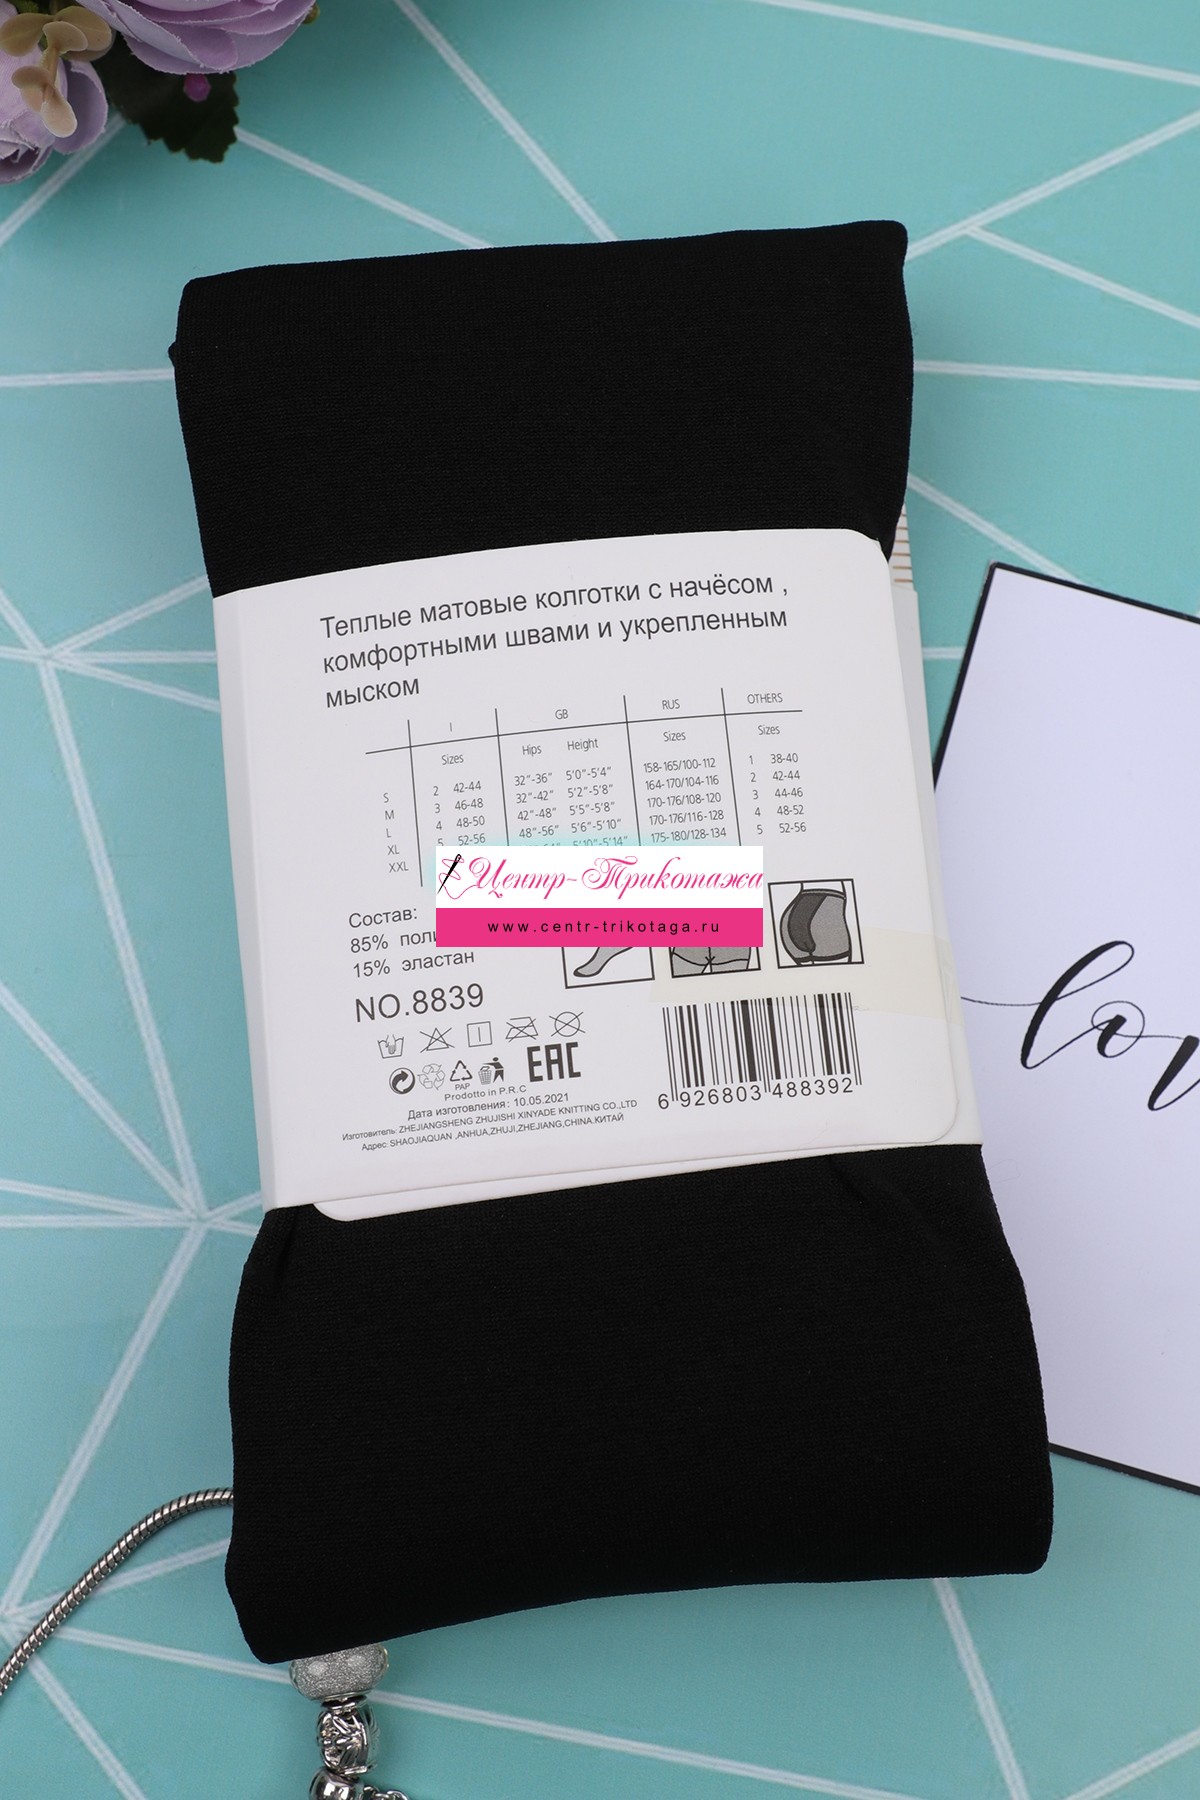 Теплые матовые колготки с начёсом ,
комфортными швами и укрепленным
мыском
I GB RUS OTHERS
Sizes Hips Height Sizes Sizes
S 2 42-44 32"-36" 5'0"-5'4" 158-165/100-112 1 38-40
M 3 46-48 32"-42" 5'2"-5'8" 164-170/104-116 2 42-44
L 4 48-50 42"-48" 5'5"-5'8" 170-176/108-120 3 44-46
XL 5 52-56 48"-56" 5'6"-5'10" 170-176/116-128 4 48-52
XXL 5'10"-5'14" 175-180/128-134 5 52-56
Центр-Трикотажа
www.centr-trikotaga.ru
Состав:
85%
15% эластан
NO.8839
EAC
PAP
Prodotto in P.R.C
Дата изготовления: 10.05.2021
Изготовитель: ZHEJIANGSHENG ZHUJISHI XINYADE KNITTING CO.,LTD
Адрес: SHAOJIAQUAN ,ANHUA,ZHUJI,ZHEJIANG,CHINA.КИТАЙ
6 926803 488392